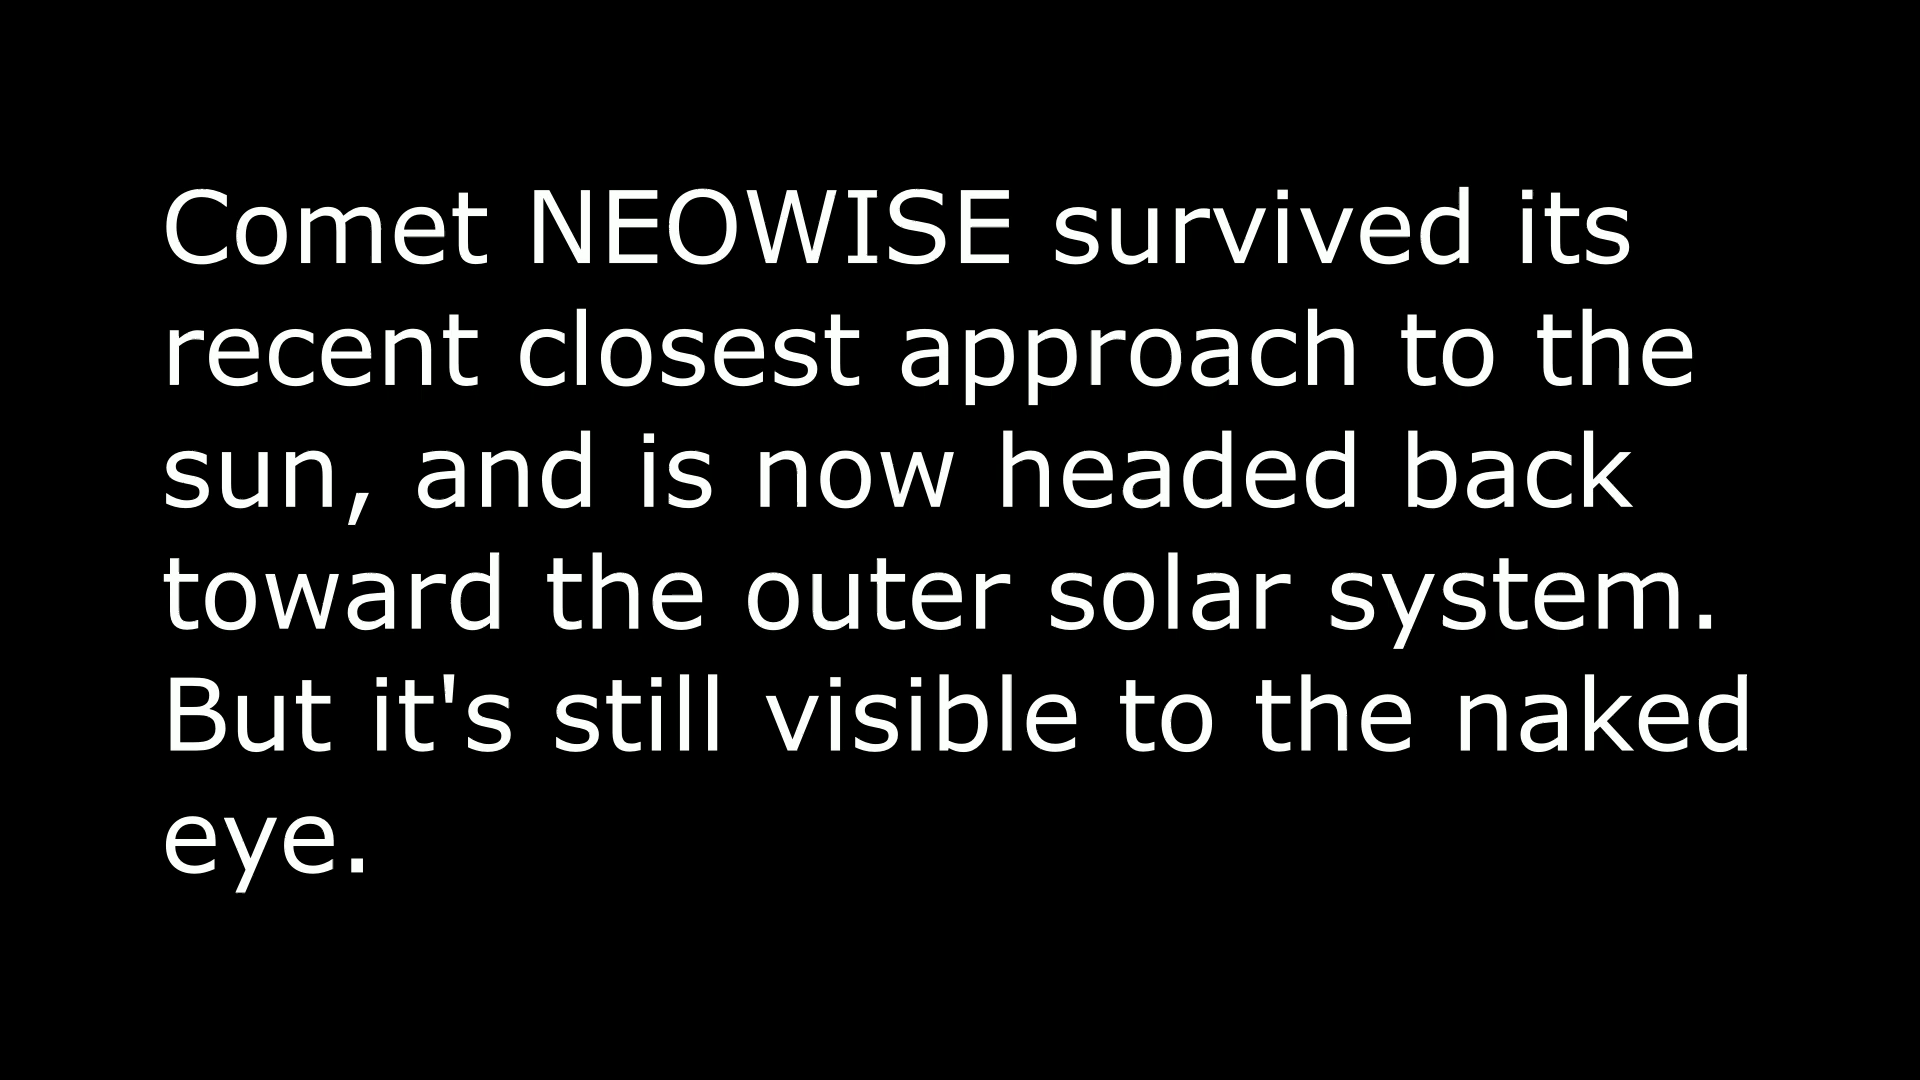 Comet NEOWISE survived its
recent closest approach to the
sun, and is now headed back
toward the outer solar system.
But it's still visible to the naked
eye.